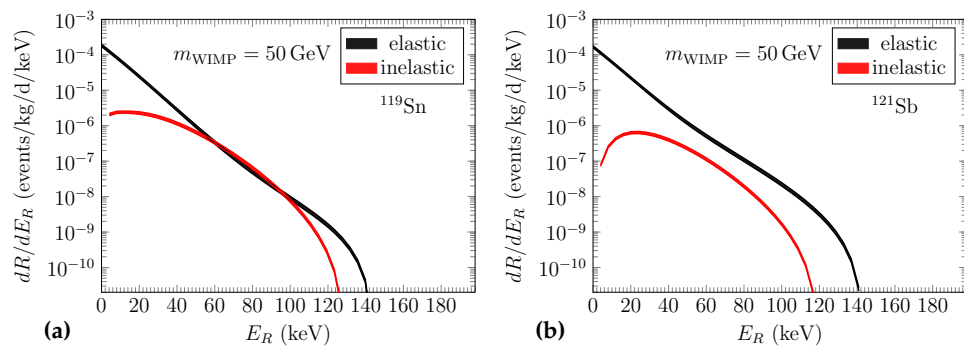 10⁻³
10⁻⁴
10⁻⁵
10⁻⁶
10⁻⁷
10⁻⁸
10⁻⁹
10⁻¹⁰
dR/dE_R (events/kg/d/keV)
m_WIMP = 50 GeV
elastic
inelastic
¹¹⁹Sn
0 20 40 60 80 100 120 140 160 180
E_R (keV)
(a)
10⁻³
10⁻⁴
10⁻⁵
10⁻⁶
10⁻⁷
10⁻⁸
10⁻⁹
10⁻¹⁰
dR/dE_R (events/kg/d/keV)
m_WIMP = 50 GeV
elastic
inelastic
¹²¹Sb
0 20 40 60 80 100 120 140 160 180
E_R (keV)
(b)